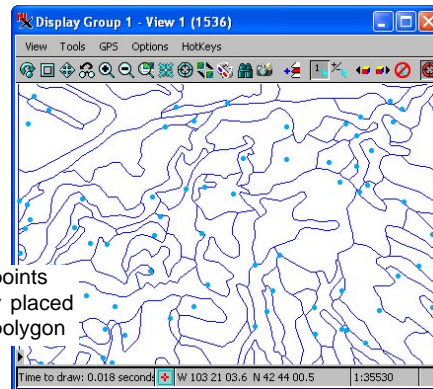 Display Group 1 - View 1 (1536)
View Tools GPS Options HotKeys
1
points
placed
polygon
Time to draw: 0.018 second
W 103 21 03.6 N 42 44 00.5
1:35530